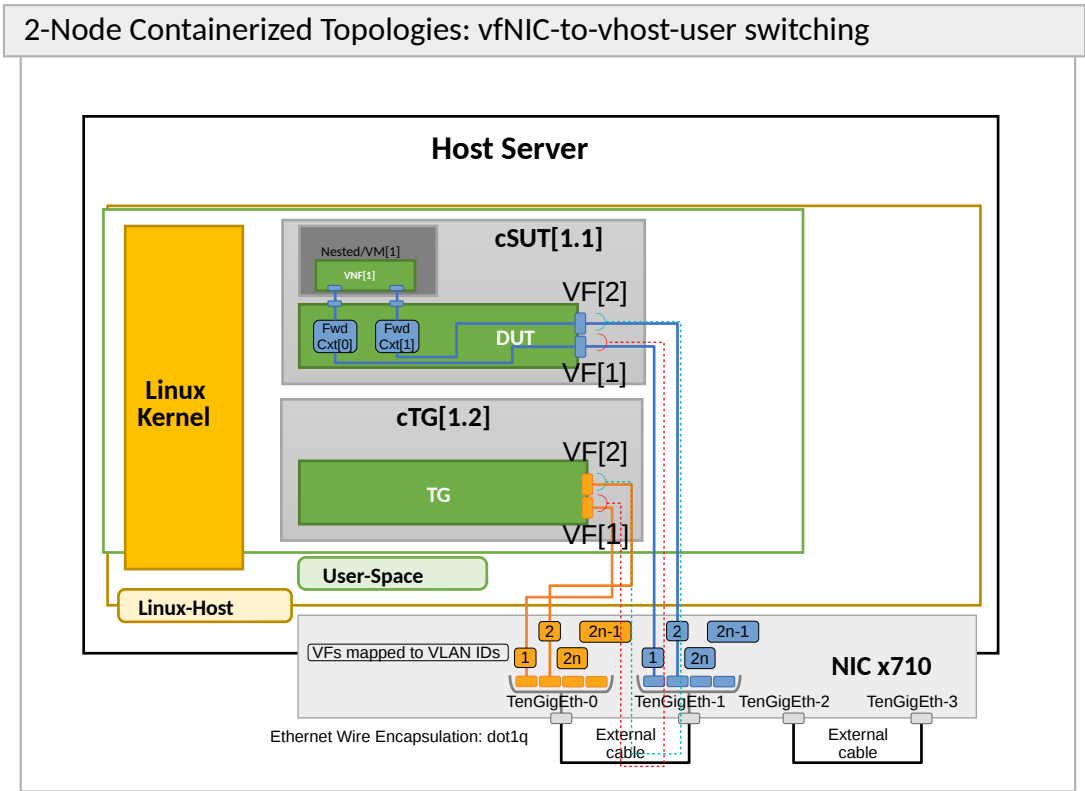 2-Node Containerized Topologies: vfNIC-to-vhost-user switching
Host Server
cSUT[1.1]
Nested/VM[1]
VNF[1]
VF[2]
Fwd
Cxt[0]
Fwd
Cxt[1]
DUT
VF[1]
Linux
Kernel
cTG[1.2]
VF[2]
TG
VF[1]
User-Space
Linux-Host
2
2n-1
2
2n-1
VFs mapped to VLAN IDs
1
2n
1
2n
NIC x710
TenGigEth-0
TenGigEth-1
TenGigEth-2
TenGigEth-3
Ethernet Wire Encapsulation: dot1q
External
cable
External
cable